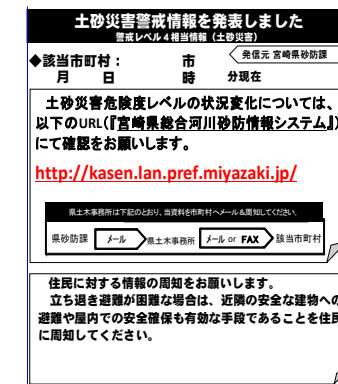 土砂災害警戒情報を発表しました
警戒レベル4相当情報（土砂災害）
発信元 宮崎県砂防課
◆該当市町村： 市
月 日 時 分現在
土砂災害危険度レベルの状況変化については、
以下のURL(『宮崎県総合河川砂防情報システム』)
にて確認をお願いします。
http://kasen.lan.pref.miyazaki.jp/
県土木事務所は下記のとおり、当資料を市町村へメール＆周知してください。
県砂防課 メール 県土木事務所 メール or FAX 該当市町村
住民に対する情報の周知をお願いします。
立ち退き避難が困難な場合は、近隣の安全な建物への
避難や屋内での安全確保も有効な手段であることを住民
に周知してください。